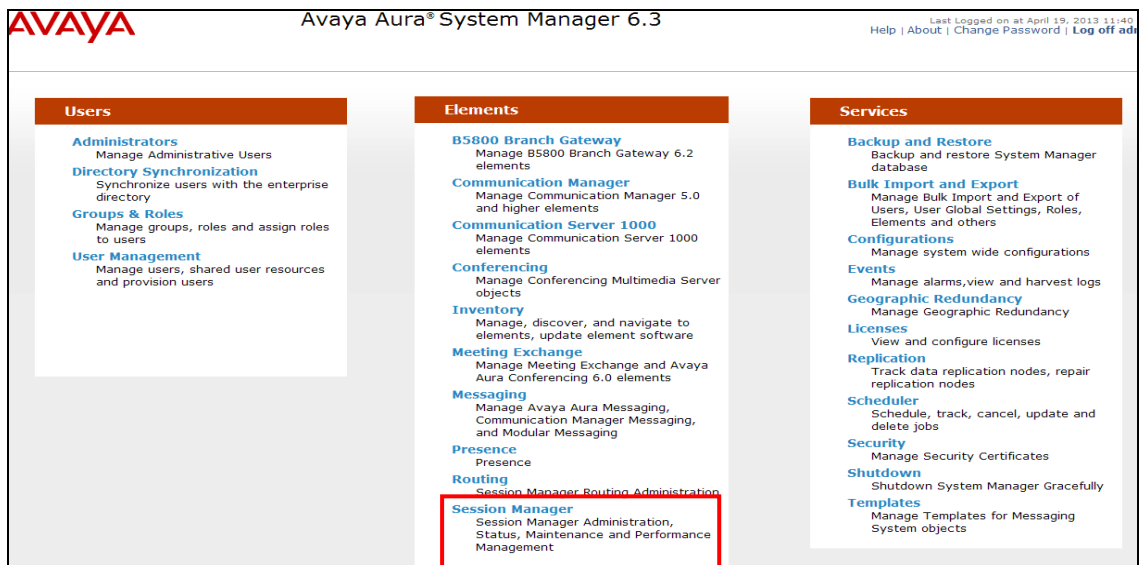 AVAYA
Avaya Aura® System Manager 6.3
Last Logged on at April 19, 2013 11:40
Help | About | Change Password | Log off
Users
Administrators
Manage Administrative Users
Directory Synchronization
Synchronize users with the enterprise
directory
Groups & Roles
Manage groups, roles and assign roles
to users
User Management
Manage users, shared user resources
and provision users
Elements
B5800 Branch Gateway
Manage B5800 Branch Gateway 6.2
elements
Communication Manager
Manage Communication Manager 5.0
and higher elements
Communication Server 1000
Manage Communication Server 1000
elements
Conferencing
Manage Conferencing Multimedia Server
objects
Inventory
Manage, discover, and navigate to
elements, update element software
Meeting Exchange
Manage Meeting Exchange and Avaya
Aura Conferencing 6.0 elements
Messaging
Manage Avaya Aura Messaging,
Communication Manager Messaging,
and Modular Messaging
Presence
Presence
Routing
Session Manager Routing Administration
Session Manager
Session Manager Administration,
Status, Maintenance and Performance
Management
Services
Backup and Restore
Backup and restore System Manager
database
Bulk Import and Export
Manage Bulk Import and Export of
Users, User Global Settings, Roles,
Elements and others
Configurations
Manage system wide configurations
Events
Manage alarms,view and harvest logs
Geographic Redundancy
Manage Geographic Redundancy
Licenses
View and configure licenses
Replication
Track data replication nodes, repair
replication nodes
Scheduler
Schedule, track, cancel, update and
delete jobs
Security
Manage Security Certificates
Shutdown
Shutdown System Manager Gracefully
Templates
Manage Templates for Messaging
System objects